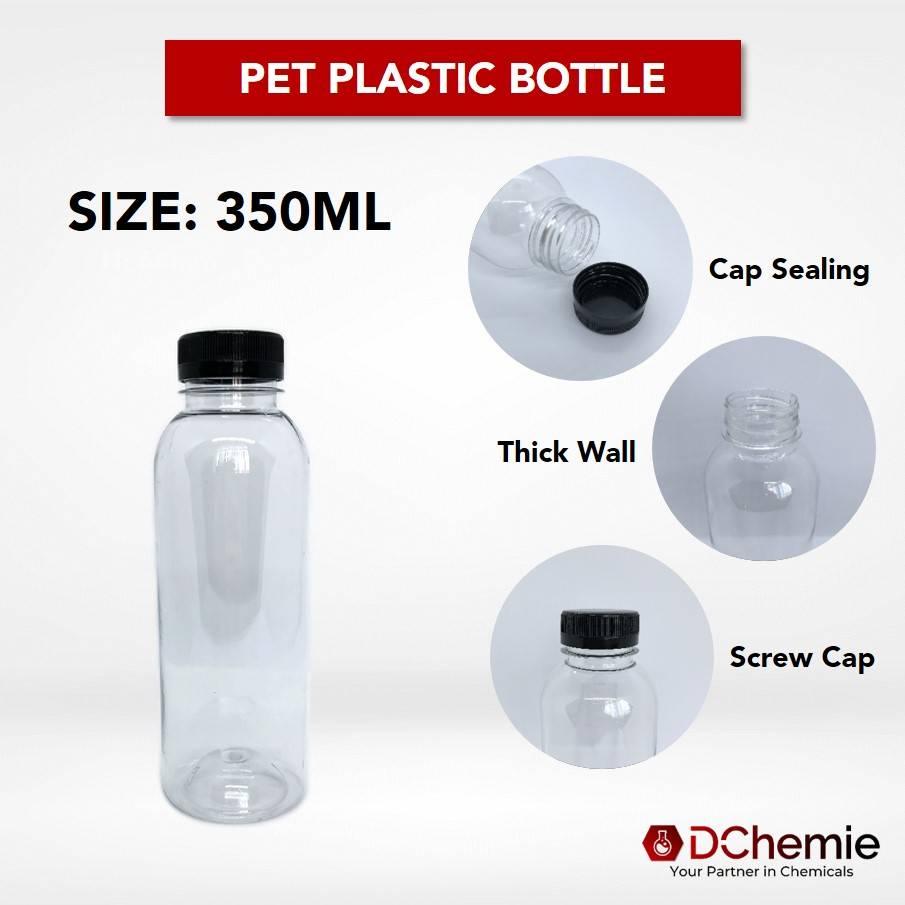 PET PLASTIC BOTTLE
SIZE: 350ML
Cap Sealing
Thick Wall
Screw Cap
DChemie
Your Partner in Chemicals